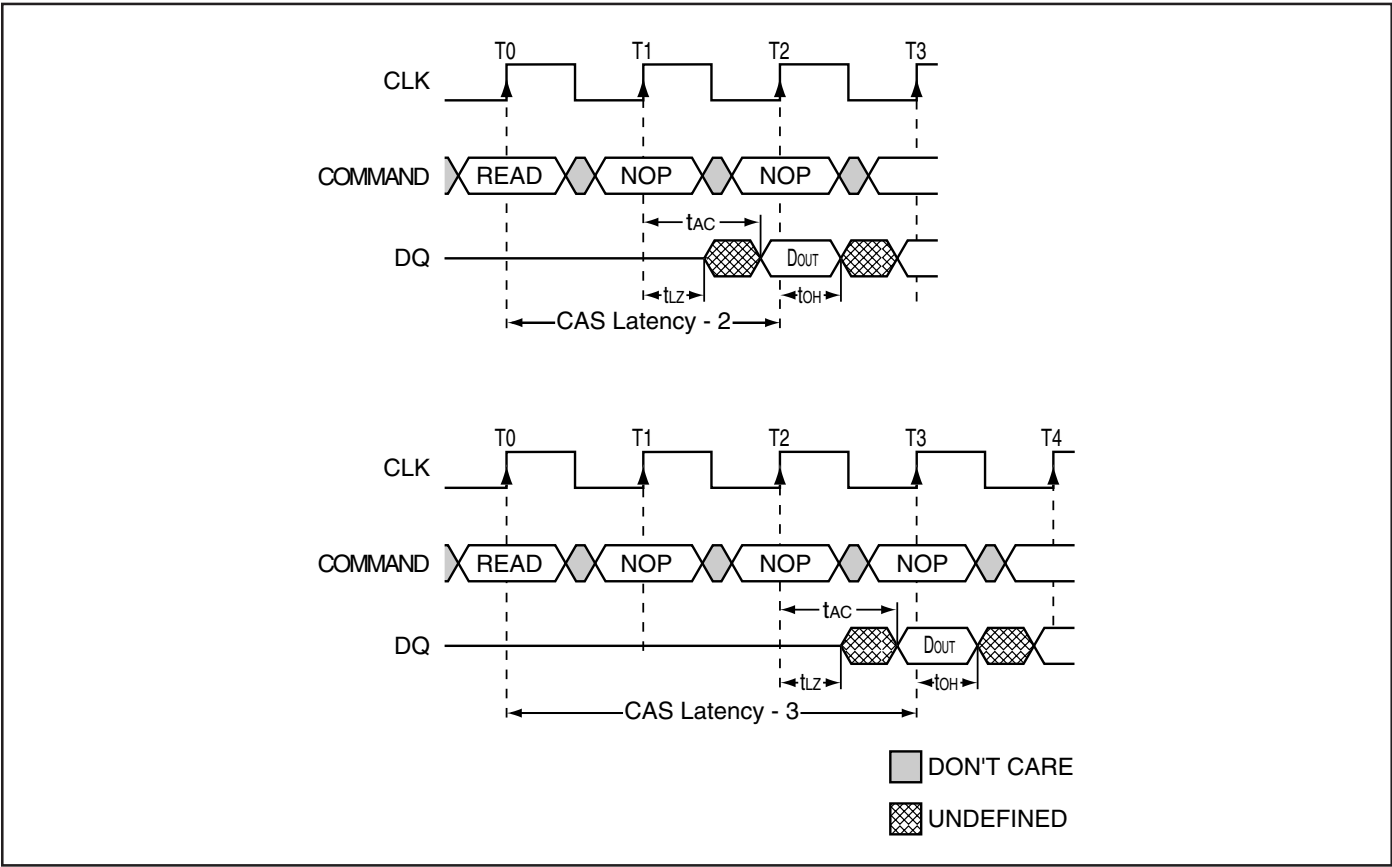 T0 T1 T2 T3
CLK
COMMAND READ NOP NOP
tAC
DQ DOUT
tLZ tOH
CAS Latency - 2
T0 T1 T2 T3 T4
CLK
COMMAND READ NOP NOP NOP
tAC
DQ DOUT
tLZ tOH
CAS Latency - 3
DON'T CARE
UNDEFINED